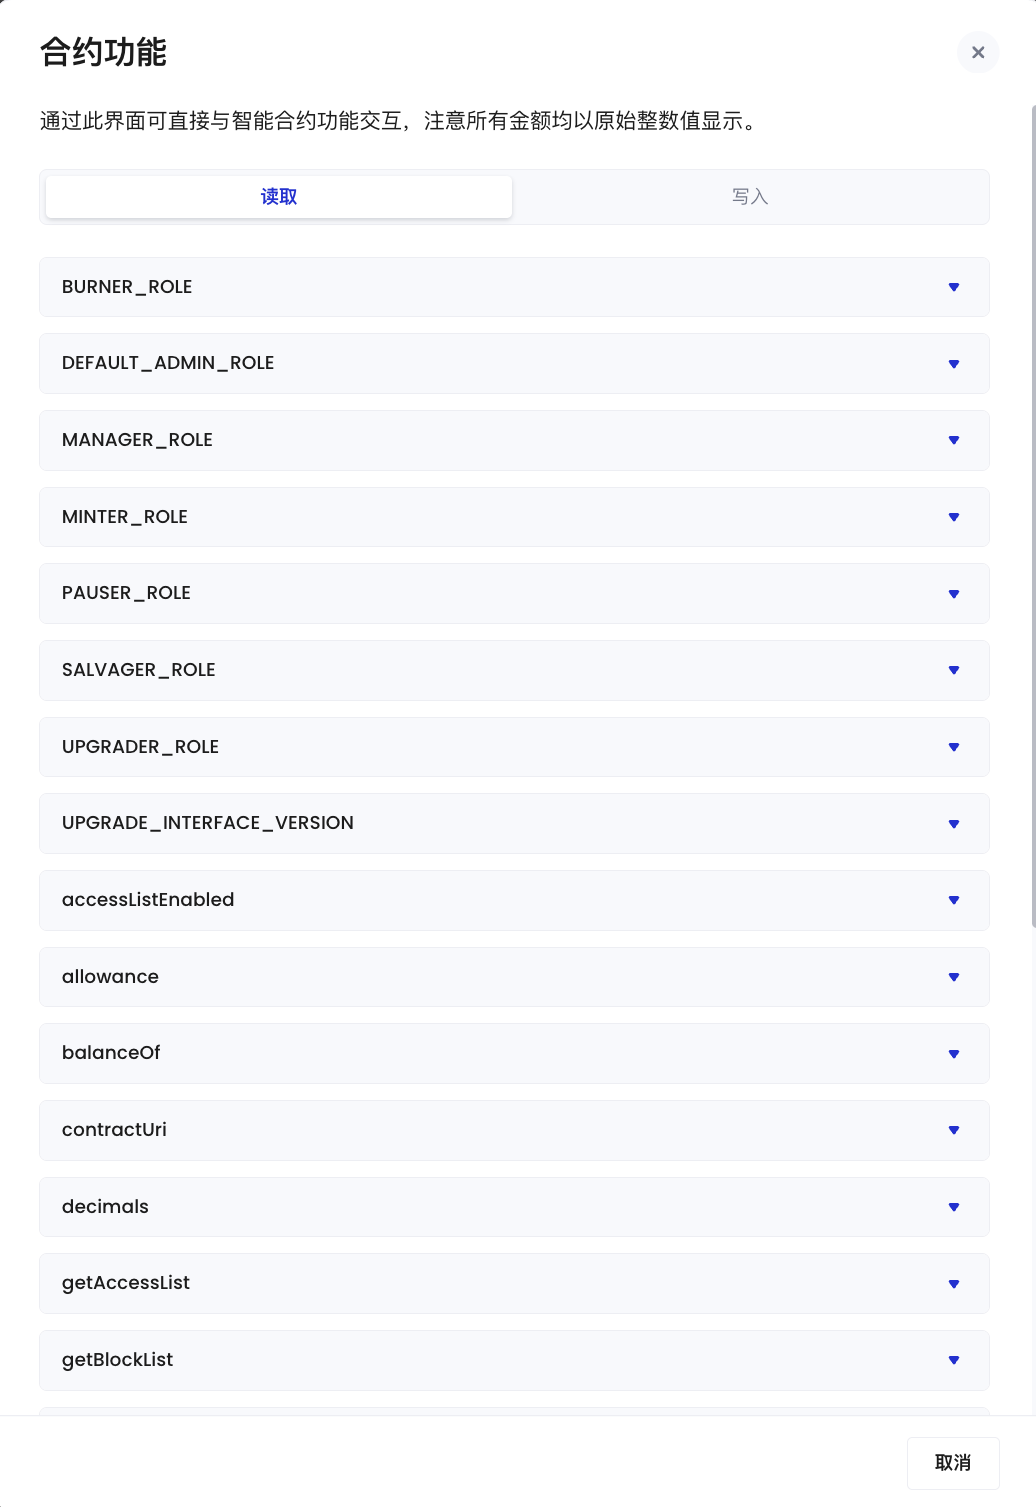 合约功能
通过此界面可直接与智能合约功能交互，注意所有金额均以原始整数值显示。
读取
写入
BURNER_ROLE
DEFAULT_ADMIN_ROLE
MANAGER_ROLE
MINTER_ROLE
PAUSER_ROLE
SALVAGER_ROLE
UPGRADER_ROLE
UPGRADE_INTERFACE_VERSION
accessListEnabled
allowance
balanceOf
contractUri
decimals
getAccessList
getBlockList
取消